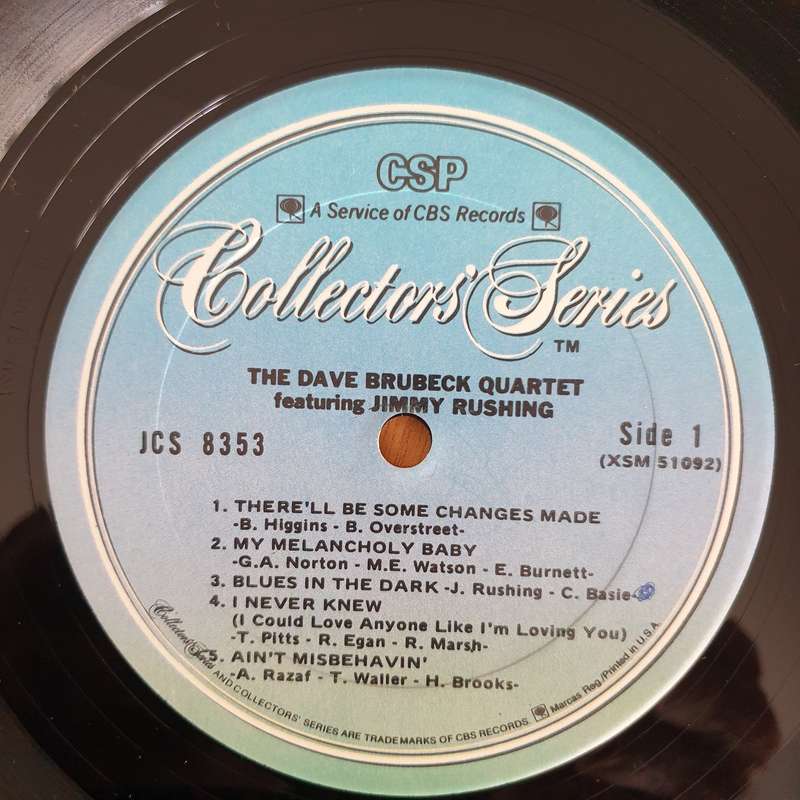 CSP
A Service of CBS Records
Collectors' Series
TM
THE DAVE BRUBECK QUARTET
featuring JIMMY RUSHING
JCS 8353
Side 1
(XSM 51092)
1. THERE'LL BE SOME CHANGES MADE
-B. Higgins - B. Overstreet-
2. MY MELANCHOLY BABY
-G.A. Norton - M.E. Watson - E. Burnett-
3. BLUES IN THE DARK -J. Rushing - C. Basie-
4. I NEVER KNEW
(I Could Love Anyone Like I'm Loving You)
-T. Pitts - R. Egan - R. Marsh-
5. AIN'T MISBEHAVIN'
-A. Razaf - T. Waller - H. Brooks-
Collectors' Series AND COLLECTORS' SERIES ARE TRADEMARKS OF CBS RECORDS Marcas Reg./Printed in U.S.A.